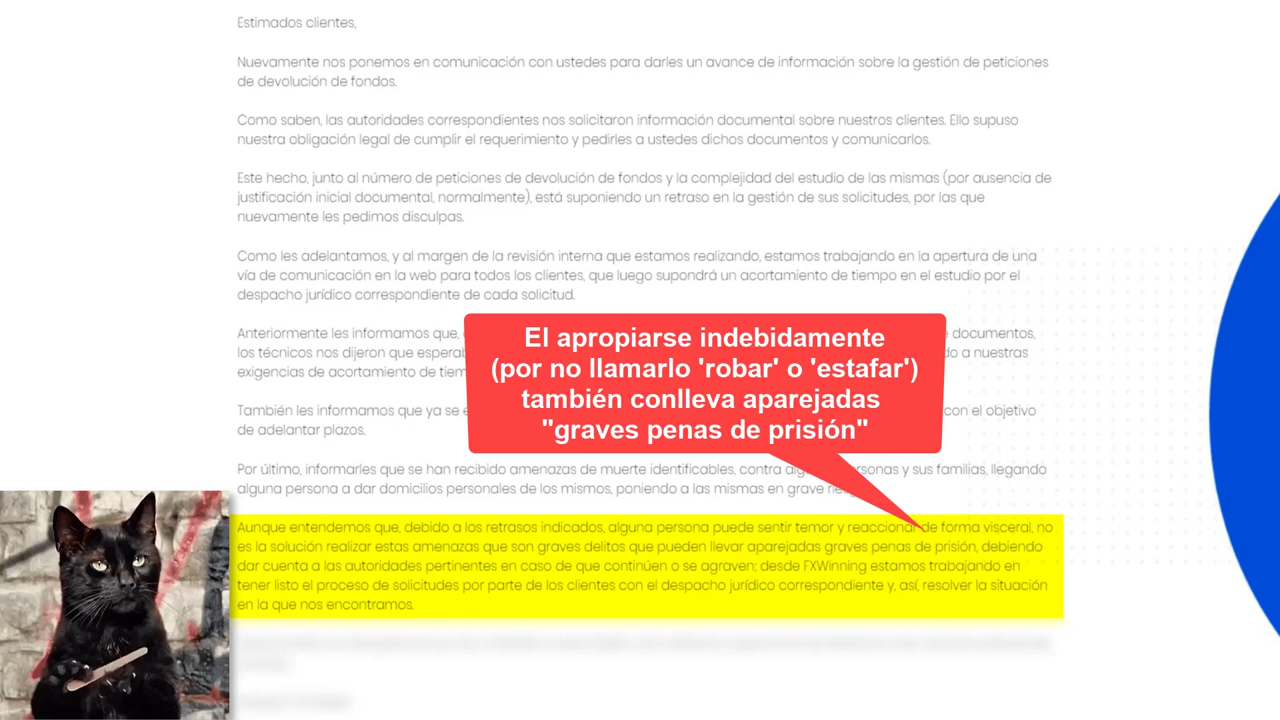 Estimados clientes,
Nuevamente nos ponemos en comunicación con ustedes para darles un avance de información sobre la gestión de peticiones
de devolución de fondos.
Como saben, las autoridades correspondientes nos solicitaron información documental sobre nuestros clientes. Ello supuso
nuestra obligación legal de cumplir el requerimiento y pedirles a ustedes dichos documentos y comunicarlos.
Este hecho, junto al número de peticiones de devolución de fondos y la complejidad del estudio de las mismas (por ausencia de
justificación inicial documental, normalmente), está suponiendo un retraso en la gestión de sus solicitudes, por las que
nuevamente les pedimos disculpas.
Como les adelantamos, y al margen de la revisión interna que estamos realizando, estamos trabajando en la apertura de una
vía de comunicación en la web para todos los clientes, que luego supondrá un acortamiento de tiempo en el estudio por el
despacho jurídico correspondiente de cada solicitud.
Anteriormente les informamos que, documentos,
los técnicos nos dijeron que a nuestras
exigencias de acortamiento de
También les informamos que ya se con el objetivo
de adelantar plazos.
Por último, informarles que se han recibido amenazas de muerte identificables, contra y sus familias, llegando
alguna persona a dar domicilios personales de los mismos, poniendo a las mismas en grave
El apropiarse indebidamente
(por no llamarlo 'robar' o 'estafar')
también conlleva aparejadas
"graves penas de prisión"
Aunque entendemos que, debido a los retrasos indicados, alguna persona puede sentir temor y reaccionar de forma visceral, no
es la solución realizar estas amenazas que son graves delitos que pueden llevar aparejadas graves penas de prisión, debiendo
dar cuenta a las autoridades pertinentes en caso de que continúen o se agraven; desde FXWinning estamos trabajando en
tener listo el proceso de solicitudes por parte de los clientes con el despacho jurídico correspondiente y, así, resolver la situación
en la que nos encontramos.